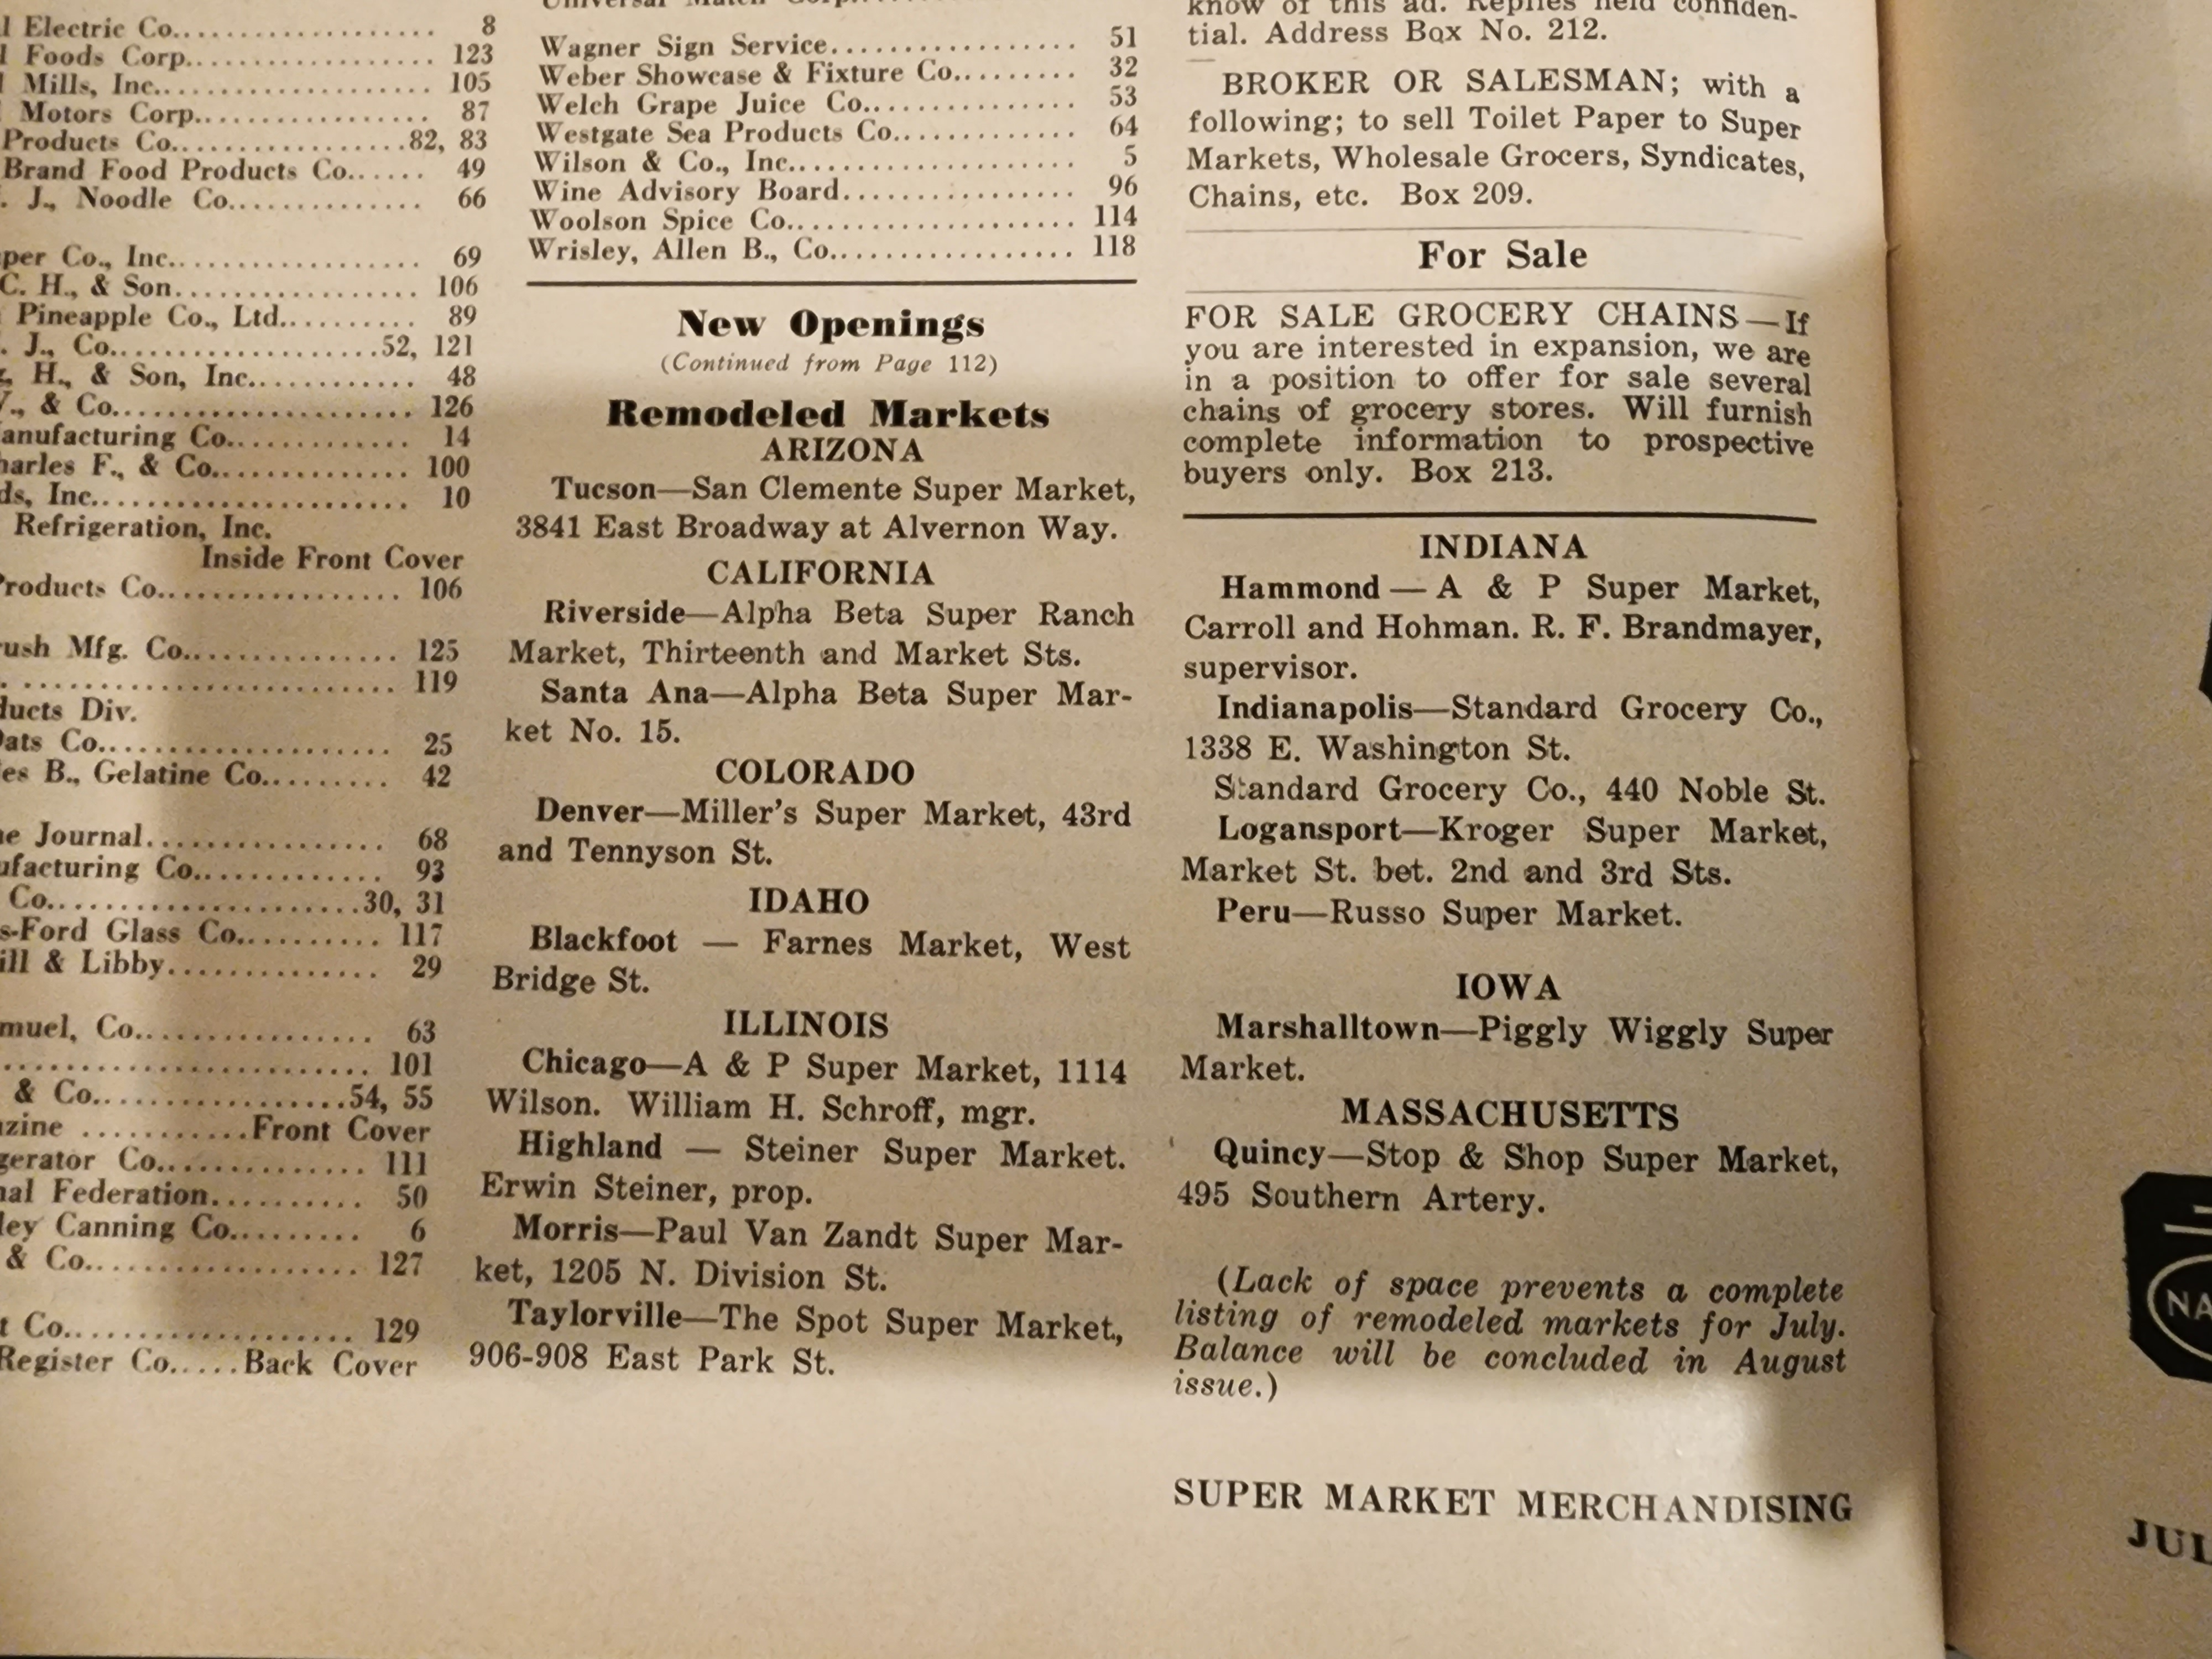 l Electric Co.................... 8
l Foods Corp.................... 123
l Mills, Inc.................... 105
Motors Corp.................. 87
Products Co...................82, 83
Brand Food Products Co....... 49
. J., Noodle Co............... 66
per Co., Inc................... 69
C. H., & Son................. 106
Pineapple Co., Ltd.......... 89
. J., Co....................52, 121
H., & Son, Inc............. 48
& Co...................... 126
anufacturing Co............. 14
harles F., & Co............. 100
ds, Inc...................... 10
Refrigeration, Inc.
Inside Front Cover
Products Co.................. 106
rush Mfg. Co............... 125
........................... 119
ducts Div.
Oats Co.................... 25
es B., Gelatine Co......... 42
ne Journal................. 68
ufacturing Co............. 93
Co.....................30, 31
s-Ford Glass Co........... 117
ill & Libby............... 29
muel, Co................. 63
......................... 101
& Co...................54, 55
zine ...........Front Cover
gerator Co............... 111
nal Federation........... 50
ley Canning Co.......... 6
& Co.................... 127
t Co..................... 129
Register Co......Back Cover
Universal Match Corp.
Wagner Sign Service.................. 51
Weber Showcase & Fixture Co......... 32
Welch Grape Juice Co............... 53
Westgate Sea Products Co............. 64
Wilson & Co., Inc..................... 5
Wine Advisory Board................. 96
Woolson Spice Co.................... 114
Wrisley, Allen B., Co................. 118
New Openings
(Continued from Page 112)
Remodeled Markets
ARIZONA
Tucson—San Clemente Super Market,
3841 East Broadway at Alvernon Way.
CALIFORNIA
Riverside—Alpha Beta Super Ranch
Market, Thirteenth and Market Sts.
Santa Ana—Alpha Beta Super Mar-
ket No. 15.
COLORADO
Denver—Miller's Super Market, 43rd
and Tennyson St.
IDAHO
Blackfoot — Farnes Market, West
Bridge St.
ILLINOIS
Chicago—A & P Super Market, 1114
Wilson. William H. Schroff, mgr.
Highland — Steiner Super Market.
Erwin Steiner, prop.
Morris—Paul Van Zandt Super Mar-
ket, 1205 N. Division St.
Taylorville—The Spot Super Market,
906-908 East Park St.
know of this ad. Replies held confiden-
tial. Address Box No. 212.
BROKER OR SALESMAN; with a
following; to sell Toilet Paper to Super
Markets, Wholesale Grocers, Syndicates,
Chains, etc. Box 209.
For Sale
FOR SALE GROCERY CHAINS—If
you are interested in expansion, we are
in a position to offer for sale several
chains of grocery stores. Will furnish
complete information to prospective
buyers only. Box 213.
INDIANA
Hammond — A & P Super Market,
Carroll and Hohman. R. F. Brandmayer,
supervisor.
Indianapolis—Standard Grocery Co.,
1338 E. Washington St.
Standard Grocery Co., 440 Noble St.
Logansport—Kroger Super Market,
Market St. bet. 2nd and 3rd Sts.
Peru—Russo Super Market.
IOWA
Marshalltown—Piggly Wiggly Super
Market.
MASSACHUSETTS
Quincy—Stop & Shop Super Market,
495 Southern Artery.
(Lack of space prevents a complete
listing of remodeled markets for July.
Balance will be concluded in August
issue.)
SUPER MARKET MERCHANDISING
NA
JUL